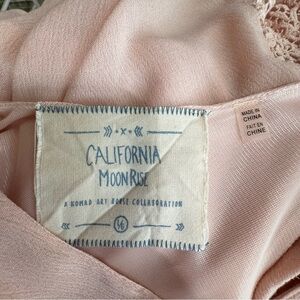 CALIFORNIA
MOONRISE
A NOMAD ART HOUSE COLLABORATION
MADE IN
CHINA
FAIT EN
CHINE